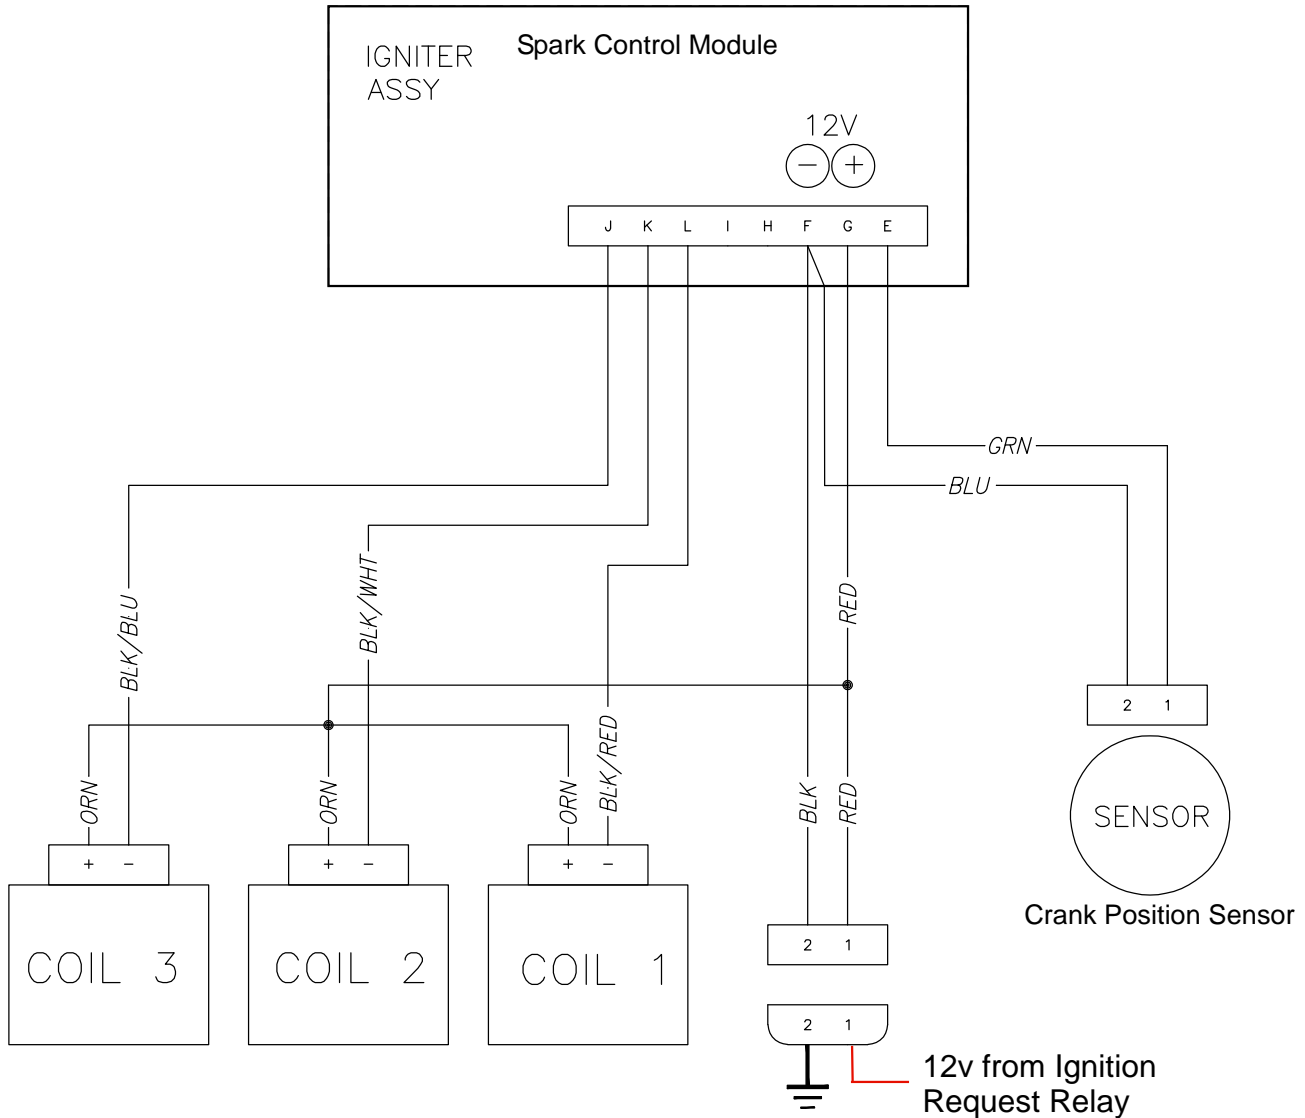 IGNITER
ASSY
Spark Control Module
12V
− +
J K L I H F G E
GRN
BLU
BLK/BLU
BLK/WHT
RED
BLK/RED
ORN
ORN
ORN
BLK
RED
2 1
SENSOR
Crank Position Sensor
+ −
+ −
+ −
COIL 3
COIL 2
COIL 1
2 1
2 1
12v from Ignition
Request Relay